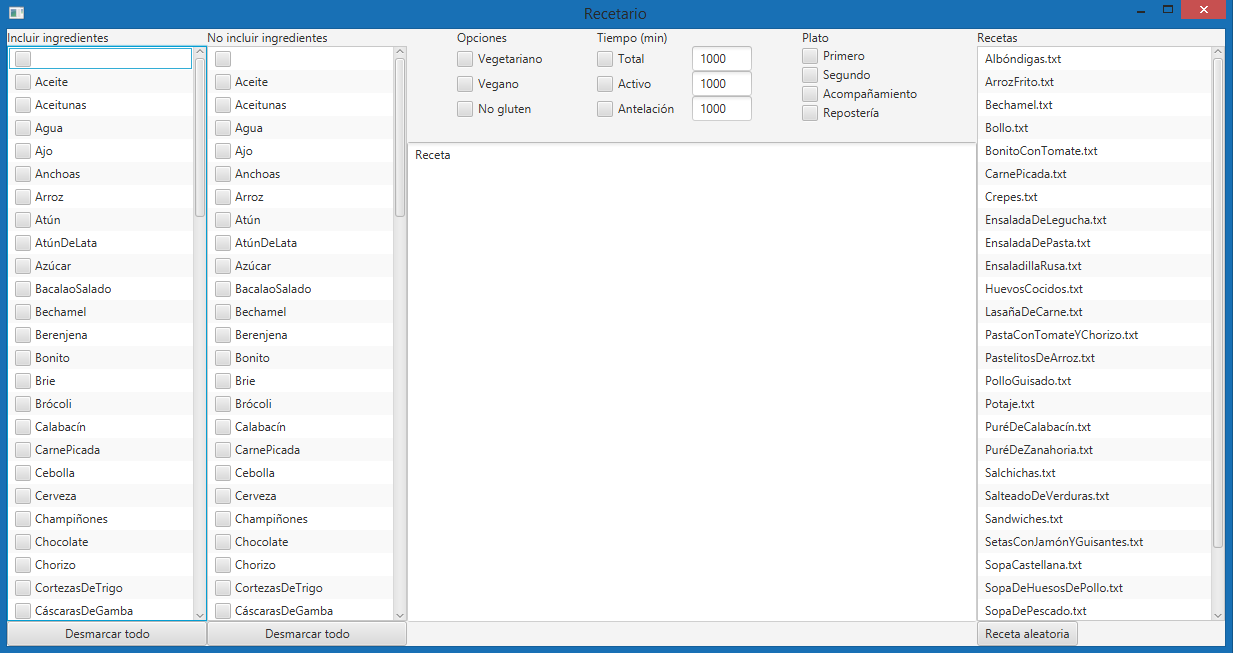 Recetario
Incluir ingredientes
Aceite
Aceitunas
Agua
Ajo
Anchoas
Arroz
Atún
AtúnDeLata
Azúcar
BacalaoSalado
Bechamel
Berenjena
Bonito
Brie
Brócoli
Calabacín
CarnePicada
Cebolla
Cerveza
Champiñones
Chocolate
Chorizo
CortezasDeTrigo
CáscarasDeGamba
Desmarcar todo
No incluir ingredientes
Aceite
Aceitunas
Agua
Ajo
Anchoas
Arroz
Atún
AtúnDeLata
Azúcar
BacalaoSalado
Bechamel
Berenjena
Bonito
Brie
Brócoli
Calabacín
CarnePicada
Cebolla
Cerveza
Champiñones
Chocolate
Chorizo
CortezasDeTrigo
CáscarasDeGamba
Desmarcar todo
Opciones
Vegetariano
Vegano
No gluten
Tiempo (min)
Total 1000
Activo 1000
Antelación 1000
Plato
Primero
Segundo
Acompañamiento
Repostería
Receta
Recetas
Albóndigas.txt
ArrozFrito.txt
Bechamel.txt
Bollo.txt
BonitoConTomate.txt
CarnePicada.txt
Crepes.txt
EnsaladaDeLegucha.txt
EnsaladaDePasta.txt
EnsaladillaRusa.txt
HuevosCocidos.txt
LasañaDeCarne.txt
PastaConTomateYChorizo.txt
PastelitosDeArroz.txt
PolloGuisado.txt
Potaje.txt
PuréDeCalabacín.txt
PuréDeZanahoria.txt
Salchichas.txt
SalteadoDeVerduras.txt
Sandwiches.txt
SetasConJamónYGuisantes.txt
SopaCastellana.txt
SopaDeHuesosDePollo.txt
SopaDePescado.txt
Receta aleatoria